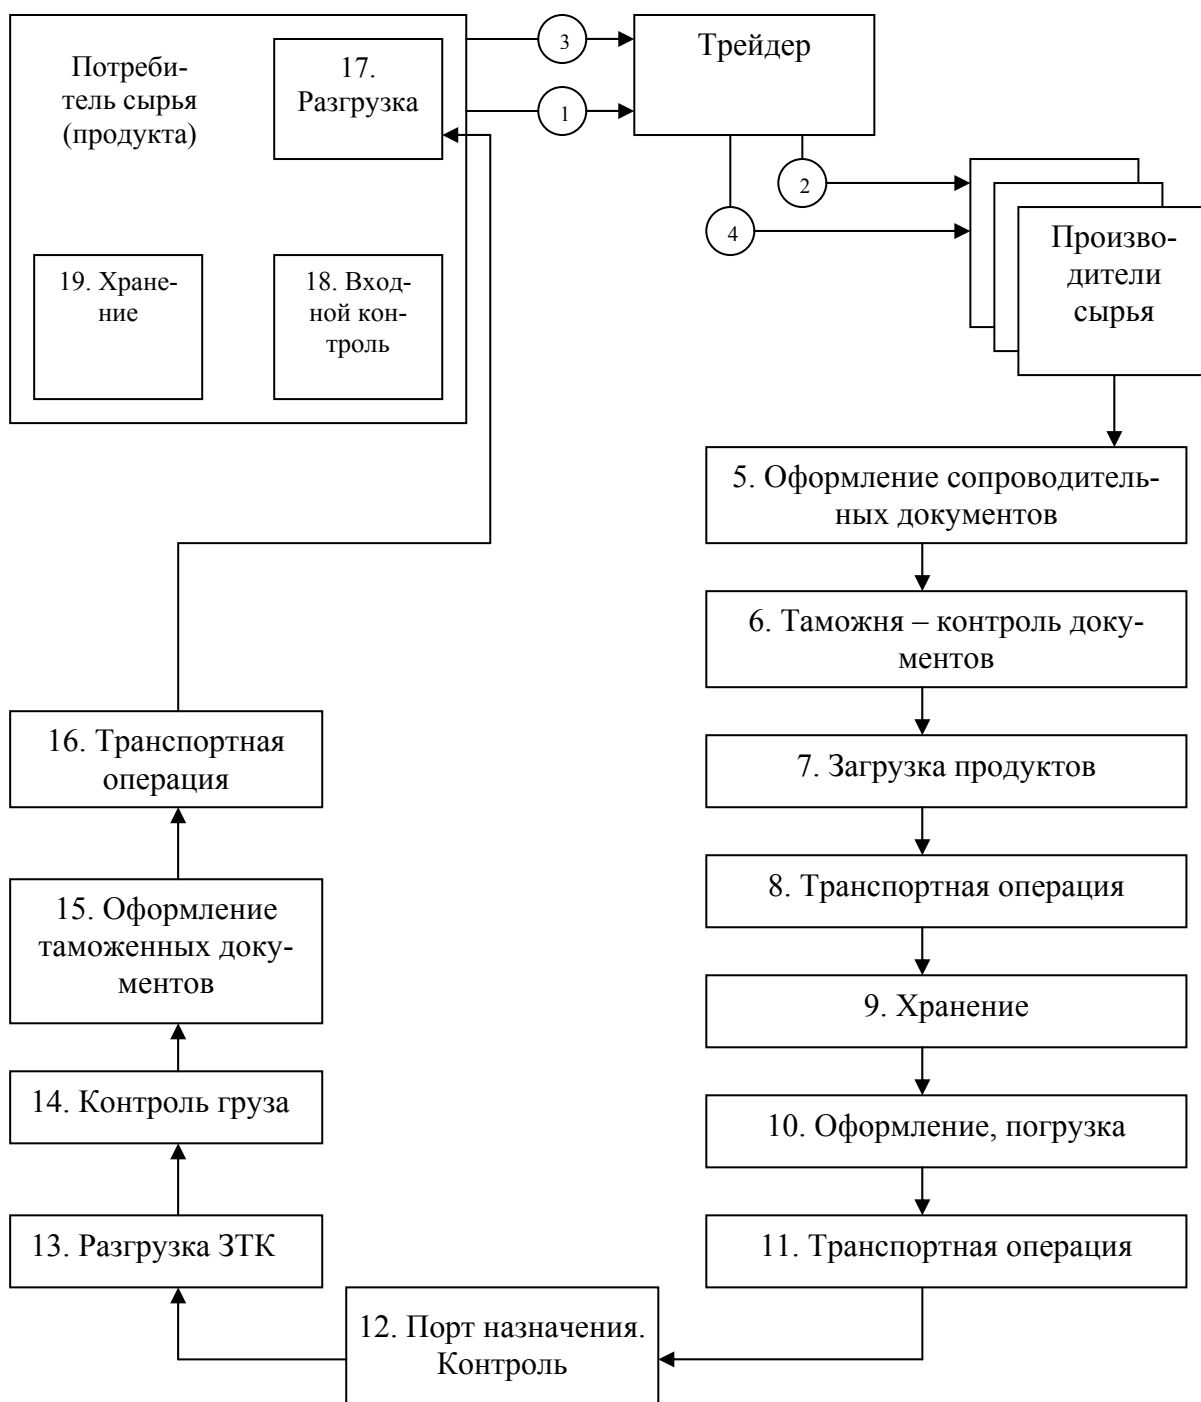 Потреби-
тель сырья
(продукта)
17.
Разгрузка
3
1
Трейдер
2
4
Произво-
дители
сырья
19. Хране-
ние
18. Вход-
ной кон-
троль
5. Оформление сопроводитель-
ных документов
6. Таможня – контроль доку-
ментов
7. Загрузка продуктов
8. Транспортная операция
9. Хранение
10. Оформление, погрузка
11. Транспортная операция
12. Порт назначения.
Контроль
13. Разгрузка ЗТК
14. Контроль груза
15. Оформление
таможенных доку-
ментов
16. Транспортная
операция